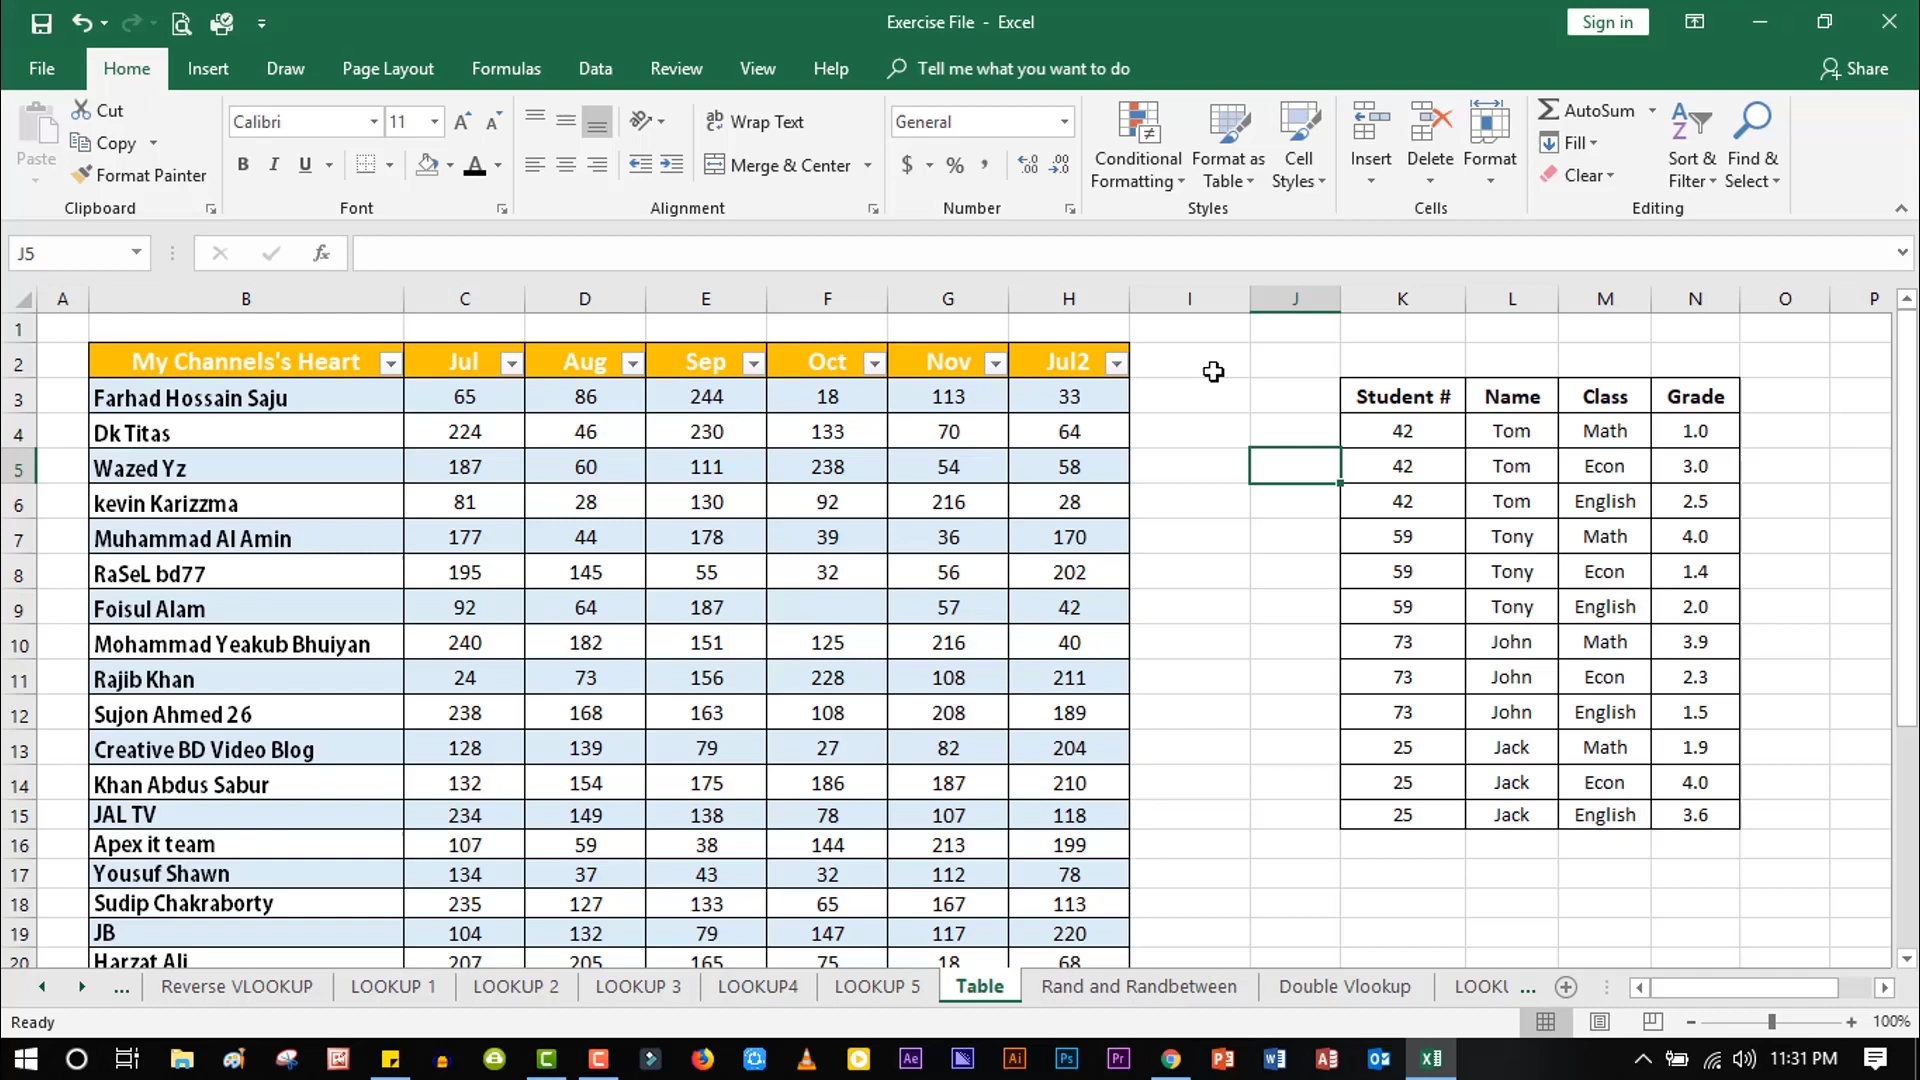 Exercise File - Excel
Sign in
File Home Insert Draw Page Layout Formulas Data Review View Help Tell me what you want to do Share
Paste
Cut
Copy
Format Painter
Clipboard
Calibri 11
B I U A
Font
Wrap Text
Merge & Center
Alignment
General
$ % ,
Number
Conditional Formatting
Format as Table
Cell Styles
Styles
Insert Delete Format
Cells
AutoSum
Fill
Clear
Sort & Filter
Find & Select
Editing
J5 fx
A B C D E F G H I J K L M N O P
1
2 My Channels's Heart Jul Aug Sep Oct Nov Jul2
3 Farhad Hossain Saju 65 86 244 18 113 33 Student # Name Class Grade
4 Dk Titas 224 46 230 133 70 64 42 Tom Math 1.0
5 Wazed Yz 187 60 111 238 54 58 42 Tom Econ 3.0
6 kevin Karizzma 81 28 130 92 216 28 42 Tom English 2.5
7 Muhammad Al Amin 177 44 178 39 36 170 59 Tony Math 4.0
8 RaSeL bd77 195 145 55 32 56 202 59 Tony Econ 1.4
9 Foisul Alam 92 64 187 57 42 59 Tony English 2.0
10 Mohammad Yeakub Bhuiyan 240 182 151 125 216 40 73 John Math 3.9
11 Rajib Khan 24 73 156 228 108 211 73 John Econ 2.3
12 Sujon Ahmed 26 238 168 163 108 208 189 73 John English 1.5
13 Creative BD Video Blog 128 139 79 27 82 204 25 Jack Math 1.9
14 Khan Abdus Sabur 132 154 175 186 187 210 25 Jack Econ 4.0
15 JAL TV 234 149 138 78 107 118 25 Jack English 3.6
16 Apex it team 107 59 38 144 213 199
17 Yousuf Shawn 134 37 43 32 112 78
18 Sudip Chakraborty 235 127 133 65 167 113
19 JB 104 132 79 147 117 220
20 Harzat Ali 207 205 165 75 18 68
... Reverse VLOOKUP LOOKUP 1 LOOKUP 2 LOOKUP 3 LOOKUP4 LOOKUP 5 Table Rand and Randbetween Double Vlookup LOOKU ...
Ready 100%
Ae Ai Ps Pr 11:31 PM